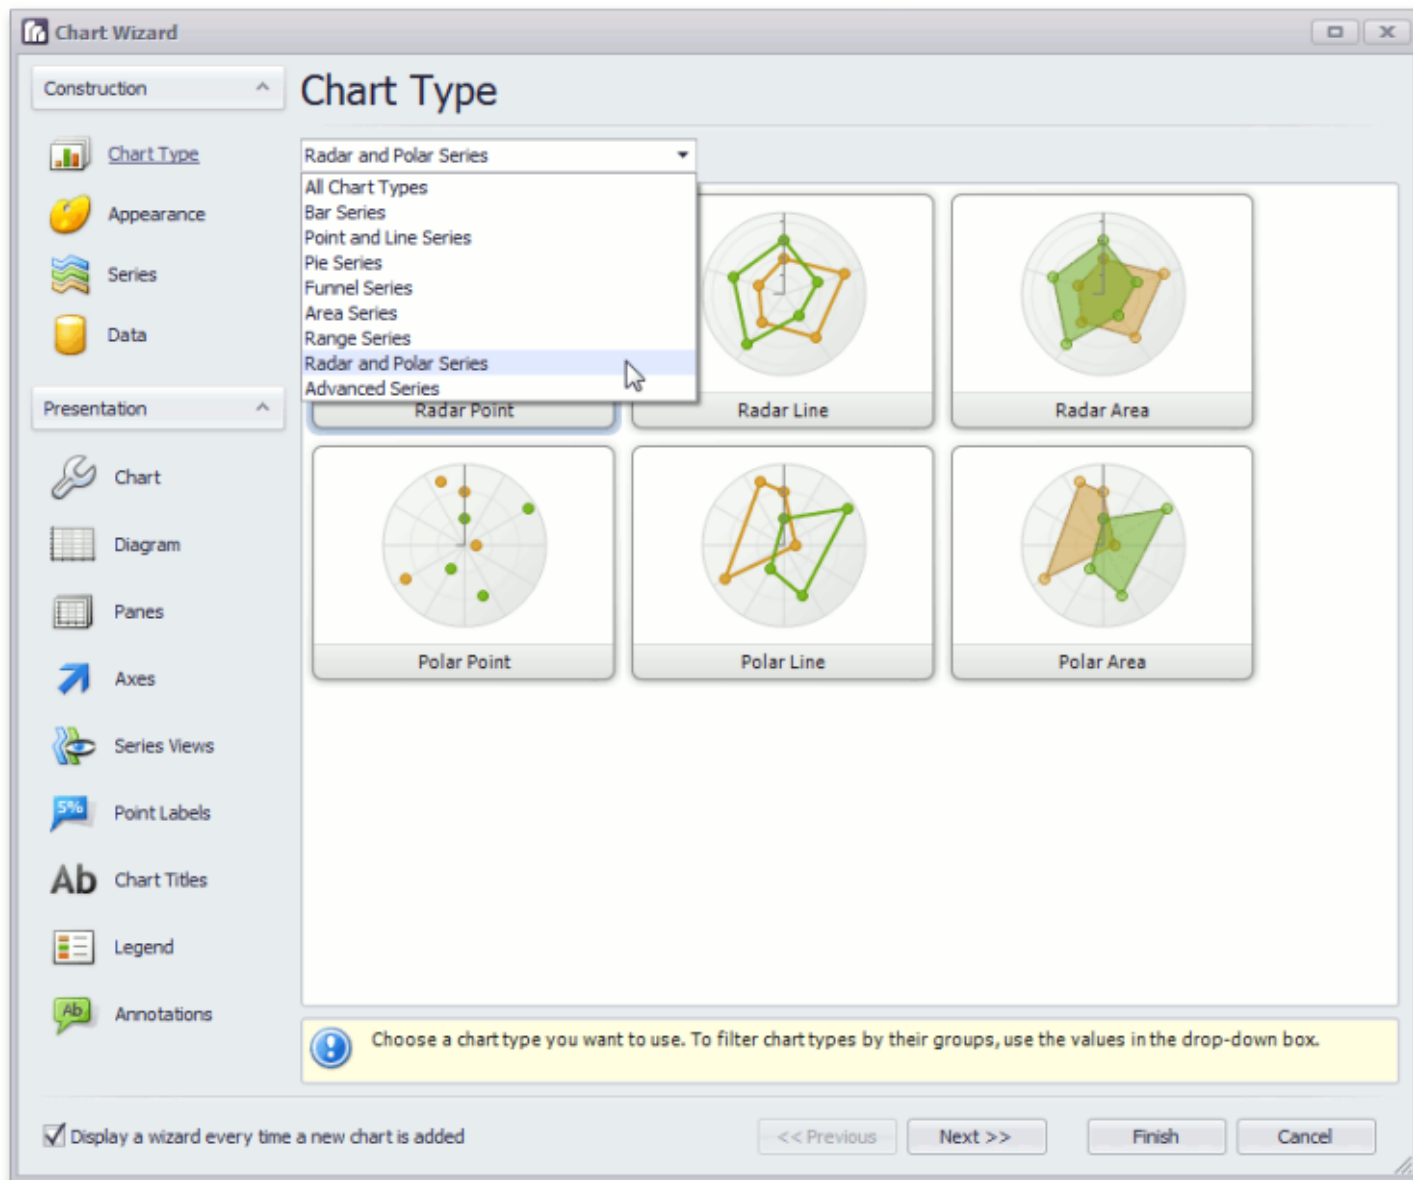 Chart Wizard
Construction
Chart Type
Appearance
Series
Data
Presentation
Chart
Diagram
Panes
Axes
Series Views
5%
Point Labels
Ab
Chart Titles
Legend
Ab
Annotations
Chart Type
Radar and Polar Series
All Chart Types
Bar Series
Point and Line Series
Pie Series
Funnel Series
Area Series
Range Series
Radar and Polar Series
Advanced Series
Radar Point
Radar Line
Radar Area
Polar Point
Polar Line
Polar Area
Choose a chart type you want to use. To filter chart types by their groups, use the values in the drop-down box.
Display a wizard every time a new chart is added
<< Previous
Next >>
Finish
Cancel